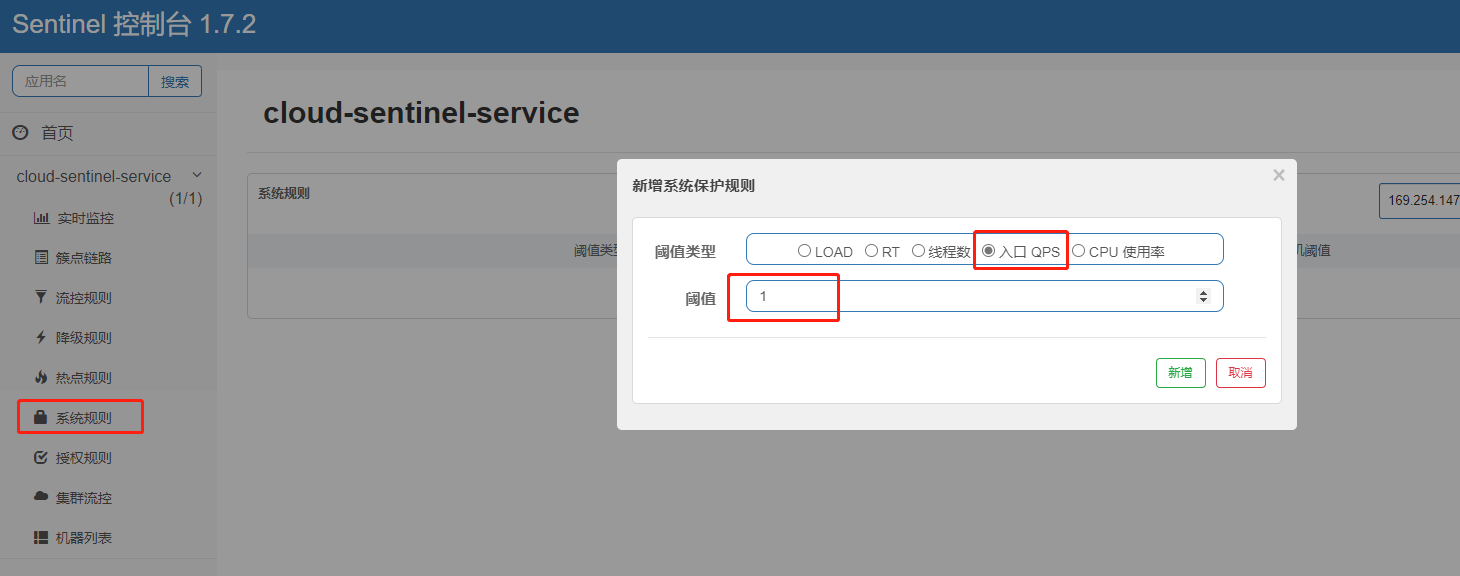 Sentinel 控制台 1.7.2
应用名 搜索
首页
cloud-sentinel-service
(1/1)
实时监控
簇点链路
流控规则
降级规则
热点规则
系统规则
授权规则
集群流控
机器列表
cloud-sentinel-service
系统规则
169.254.147
阈值类
阈值
新增系统保护规则
×
阈值类型 LOAD RT 线程数 入口 QPS CPU 使用率
阈值 1
新增 取消